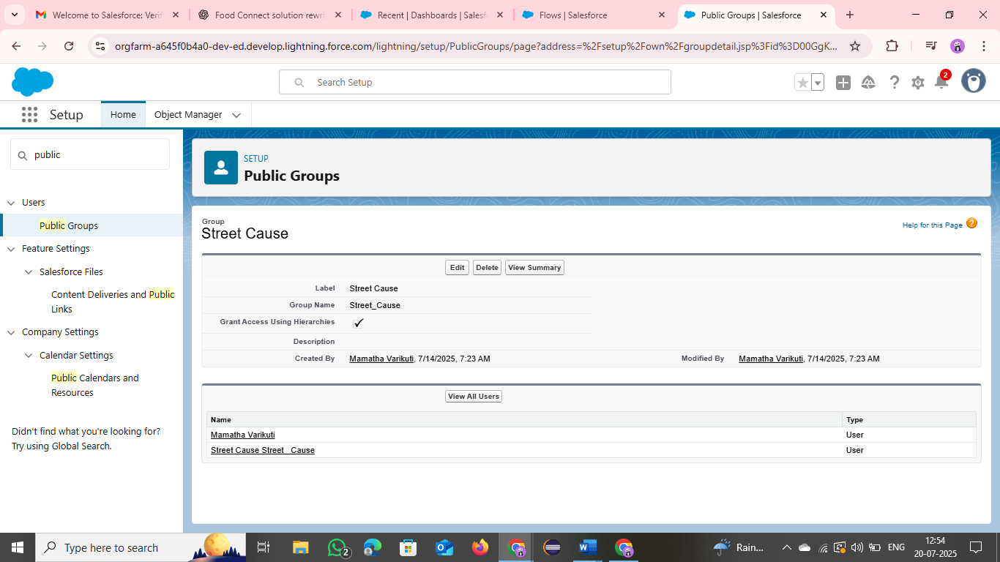 Welcome to Salesforce: Verif
Food Connect solution rewri
Recent | Dashboards | Salesf
Flows | Salesforce
Public Groups | Salesforce
orgfarm-a645f0b4a0-dev-ed.develop.lightning.force.com/lightning/setup/PublicGroups/page?address=%2Fsetup%2Fown%2Fgroupdetail.jsp%3Fid%3D00GgK...
Search Setup
2
Setup
Home
Object Manager
public
Users
Public Groups
Feature Settings
Salesforce Files
Content Deliveries and Public
Links
Company Settings
Calendar Settings
Public Calendars and
Resources
Didn't find what you're looking for?
Try using Global Search.
SETUP
Public Groups
Group
Street Cause
Help for this Page ?
Edit Delete View Summary
Label Street Cause
Group Name Street_Cause
Grant Access Using Hierarchies
Description
Created By Mamatha Varikuti, 7/14/2025, 7:23 AM Modified By Mamatha Varikuti, 7/14/2025, 7:23 AM
View All Users
Name Type
Mamatha Varikuti User
Street Cause Street _Cause User
Type here to search
2
Rain...
ENG
12:54
20-07-2025